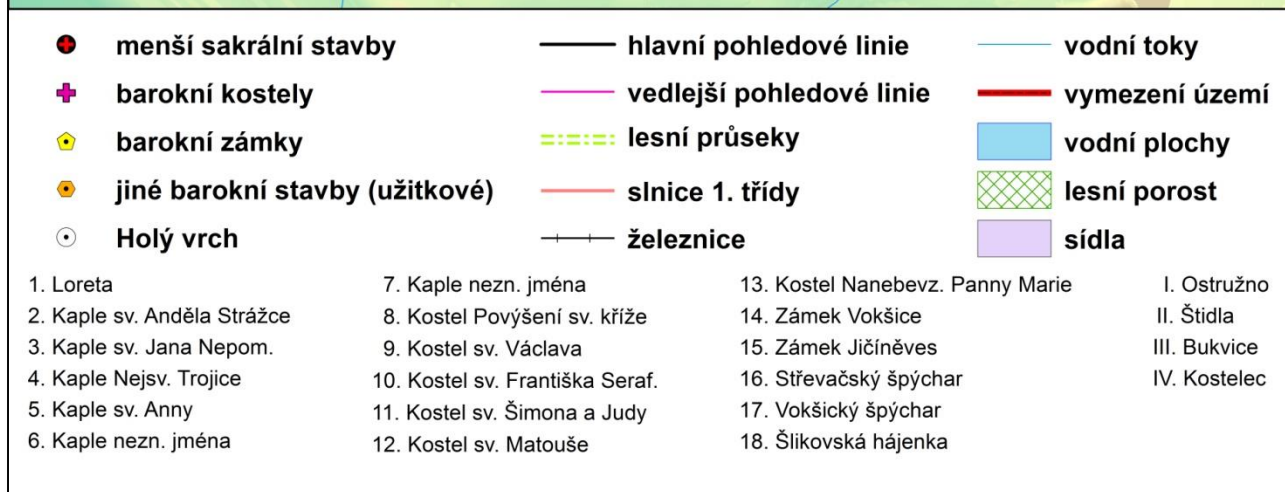 menší sakrální stavby
barokní kostely
barokní zámky
jiné barokní stavby (užitkové)
Holý vrch
hlavní pohledové linie
vedlejší pohledové linie
lesní průseky
slnice 1. třídy
železnice
vodní toky
vymezení území
vodní plochy
lesní porost
sídla
1. Loreta
2. Kaple sv. Anděla Strážce
3. Kaple sv. Jana Nepom.
4. Kaple Nejsv. Trojice
5. Kaple sv. Anny
6. Kaple nezn. jména
7. Kaple nezn. jména
8. Kostel Povýšení sv. kříže
9. Kostel sv. Václava
10. Kostel sv. Františka Seraf.
11. Kostel sv. Šimona a Judy
12. Kostel sv. Matouše
13. Kostel Nanebevz. Panny Marie
14. Zámek Vokšice
15. Zámek Jičíněves
16. Střevačský špýchar
17. Vokšický špýchar
18. Šlikovská hájenka
I. Ostružno
II. Štidla
III. Bukvice
IV. Kostelec